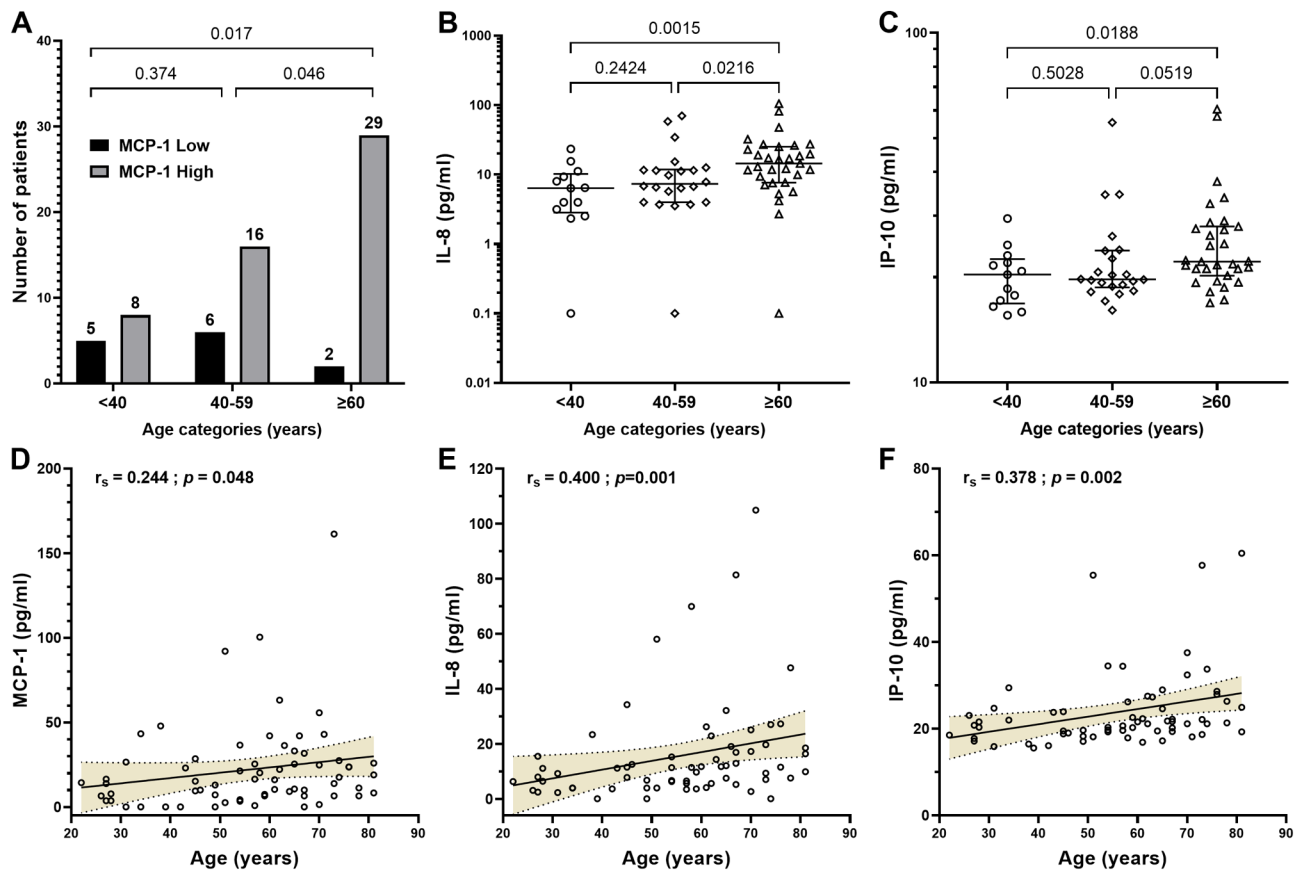 A
0.017
0.374
0.046
Number of patients
40
30
20
10
0
MCP-1 Low
MCP-1 High
5
8
6
16
2
29
<40
40-59
≥60
Age categories (years)
B
0.0015
0.2424
0.0216
IL-8 (pg/ml)
1000
100
10
1
0.1
0.01
<40
40-59
≥60
Age categories (years)
C
0.0188
0.5028
0.0519
IP-10 (pg/ml)
100
10
<40
40-59
≥60
Age categories (years)
D
rs = 0.244 ; p = 0.048
MCP-1 (pg/ml)
200
150
100
50
0
20 30 40 50 60 70 80 90
Age (years)
E
rs = 0.400 ; p=0.001
IL-8 (pg/ml)
120
100
80
60
40
20
0
20 30 40 50 60 70 80 90
Age (years)
F
rs = 0.378 ; p = 0.002
IP-10 (pg/ml)
80
60
40
20
0
20 30 40 50 60 70 80 90
Age (years)